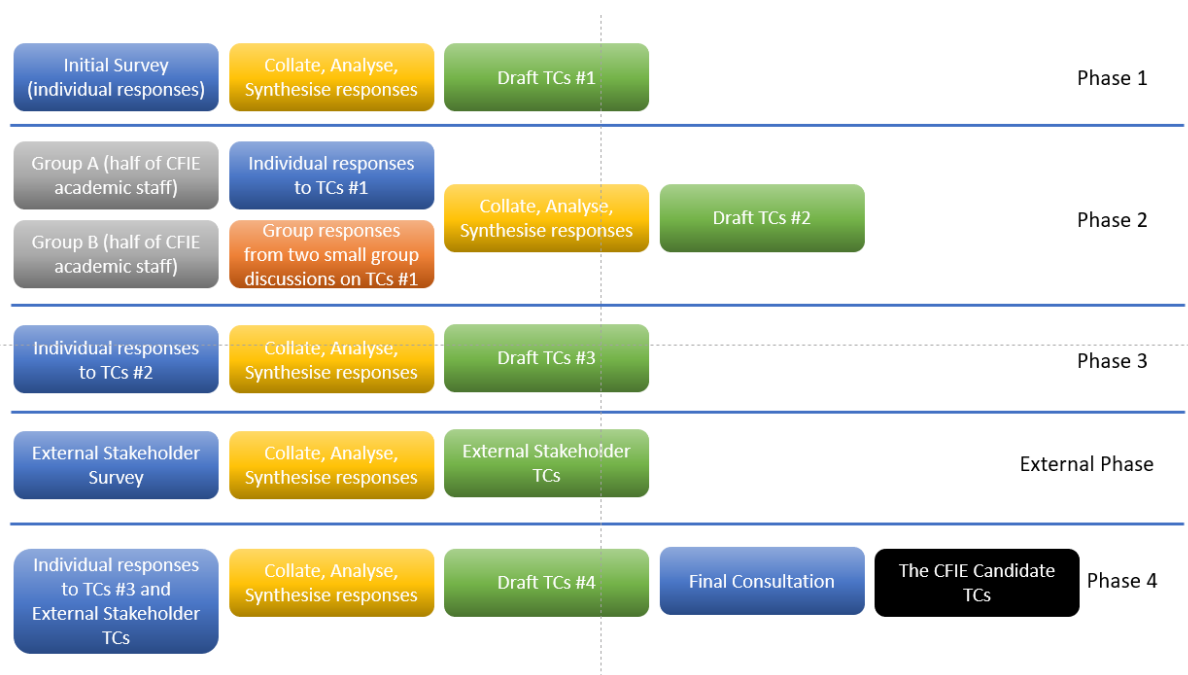 Initial Survey
(individual responses)
Collate, Analyse,
Synthesise responses
Draft TCs #1
Phase 1
Group A (half of CFIE
academic staff)
Individual responses
to TCs #1
Group B (half of CFIE
academic staff)
Group responses
from two small group
discussions on TCs #1
Collate, Analyse,
Synthesise responses
Draft TCs #2
Phase 2
Individual responses
to TCs #2
Collate, Analyse,
Synthesise responses
Draft TCs #3
Phase 3
External Stakeholder
Survey
Collate, Analyse,
Synthesise responses
External Stakeholder
TCs
External Phase
Individual responses
to TCs #3 and
External Stakeholder
TCs
Collate, Analyse,
Synthesise responses
Draft TCs #4
Final Consultation
The CFIE Candidate
TCs
Phase 4